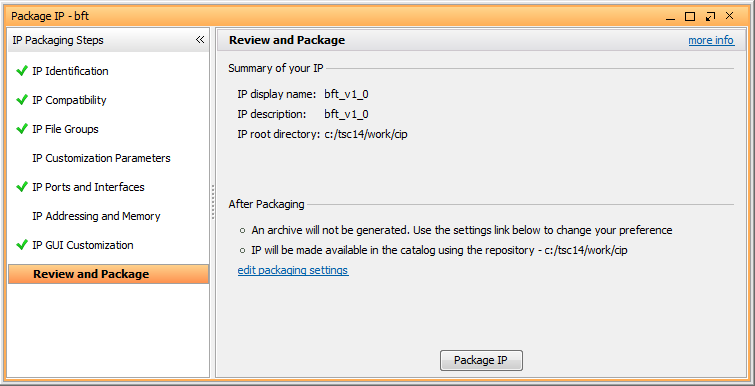 Package IP - bft
IP Packaging Steps
«
IP Identification
IP Compatibility
IP File Groups
IP Customization Parameters
IP Ports and Interfaces
IP Addressing and Memory
IP GUI Customization
Review and Package
Review and Package
more info
Summary of your IP
IP display name: bft_v1_0
IP description: bft_v1_0
IP root directory: c:/tsc14/work/cip
After Packaging
An archive will not be generated. Use the settings link below to change your preference
IP will be made available in the catalog using the repository - c:/tsc14/work/cip
edit packaging settings
Package IP